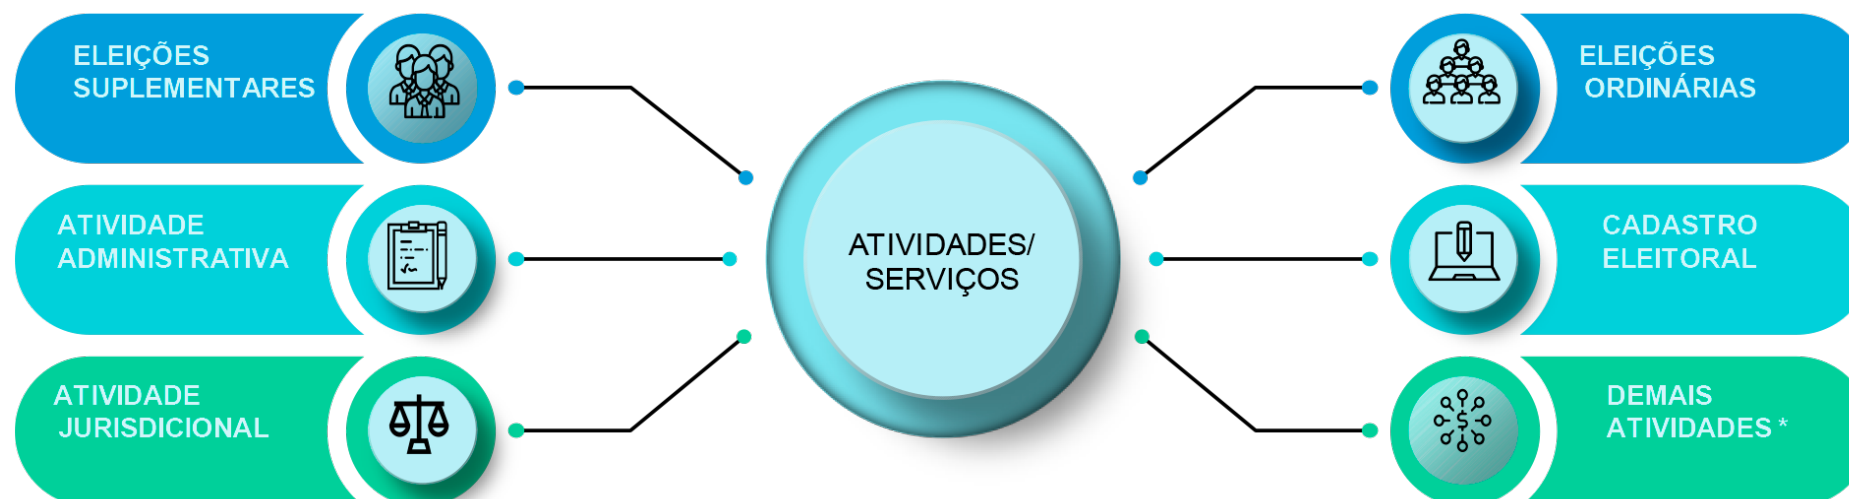 ELEIÇÕES
SUPLEMENTARES
ATIVIDADE
ADMINISTRATIVA
ATIVIDADE
JURISDICIONAL
ATIVIDADES/
SERVIÇOS
ELEIÇÕES
ORDINÁRIAS
CADASTRO
ELEITORAL
DEMAIS
ATIVIDADES *